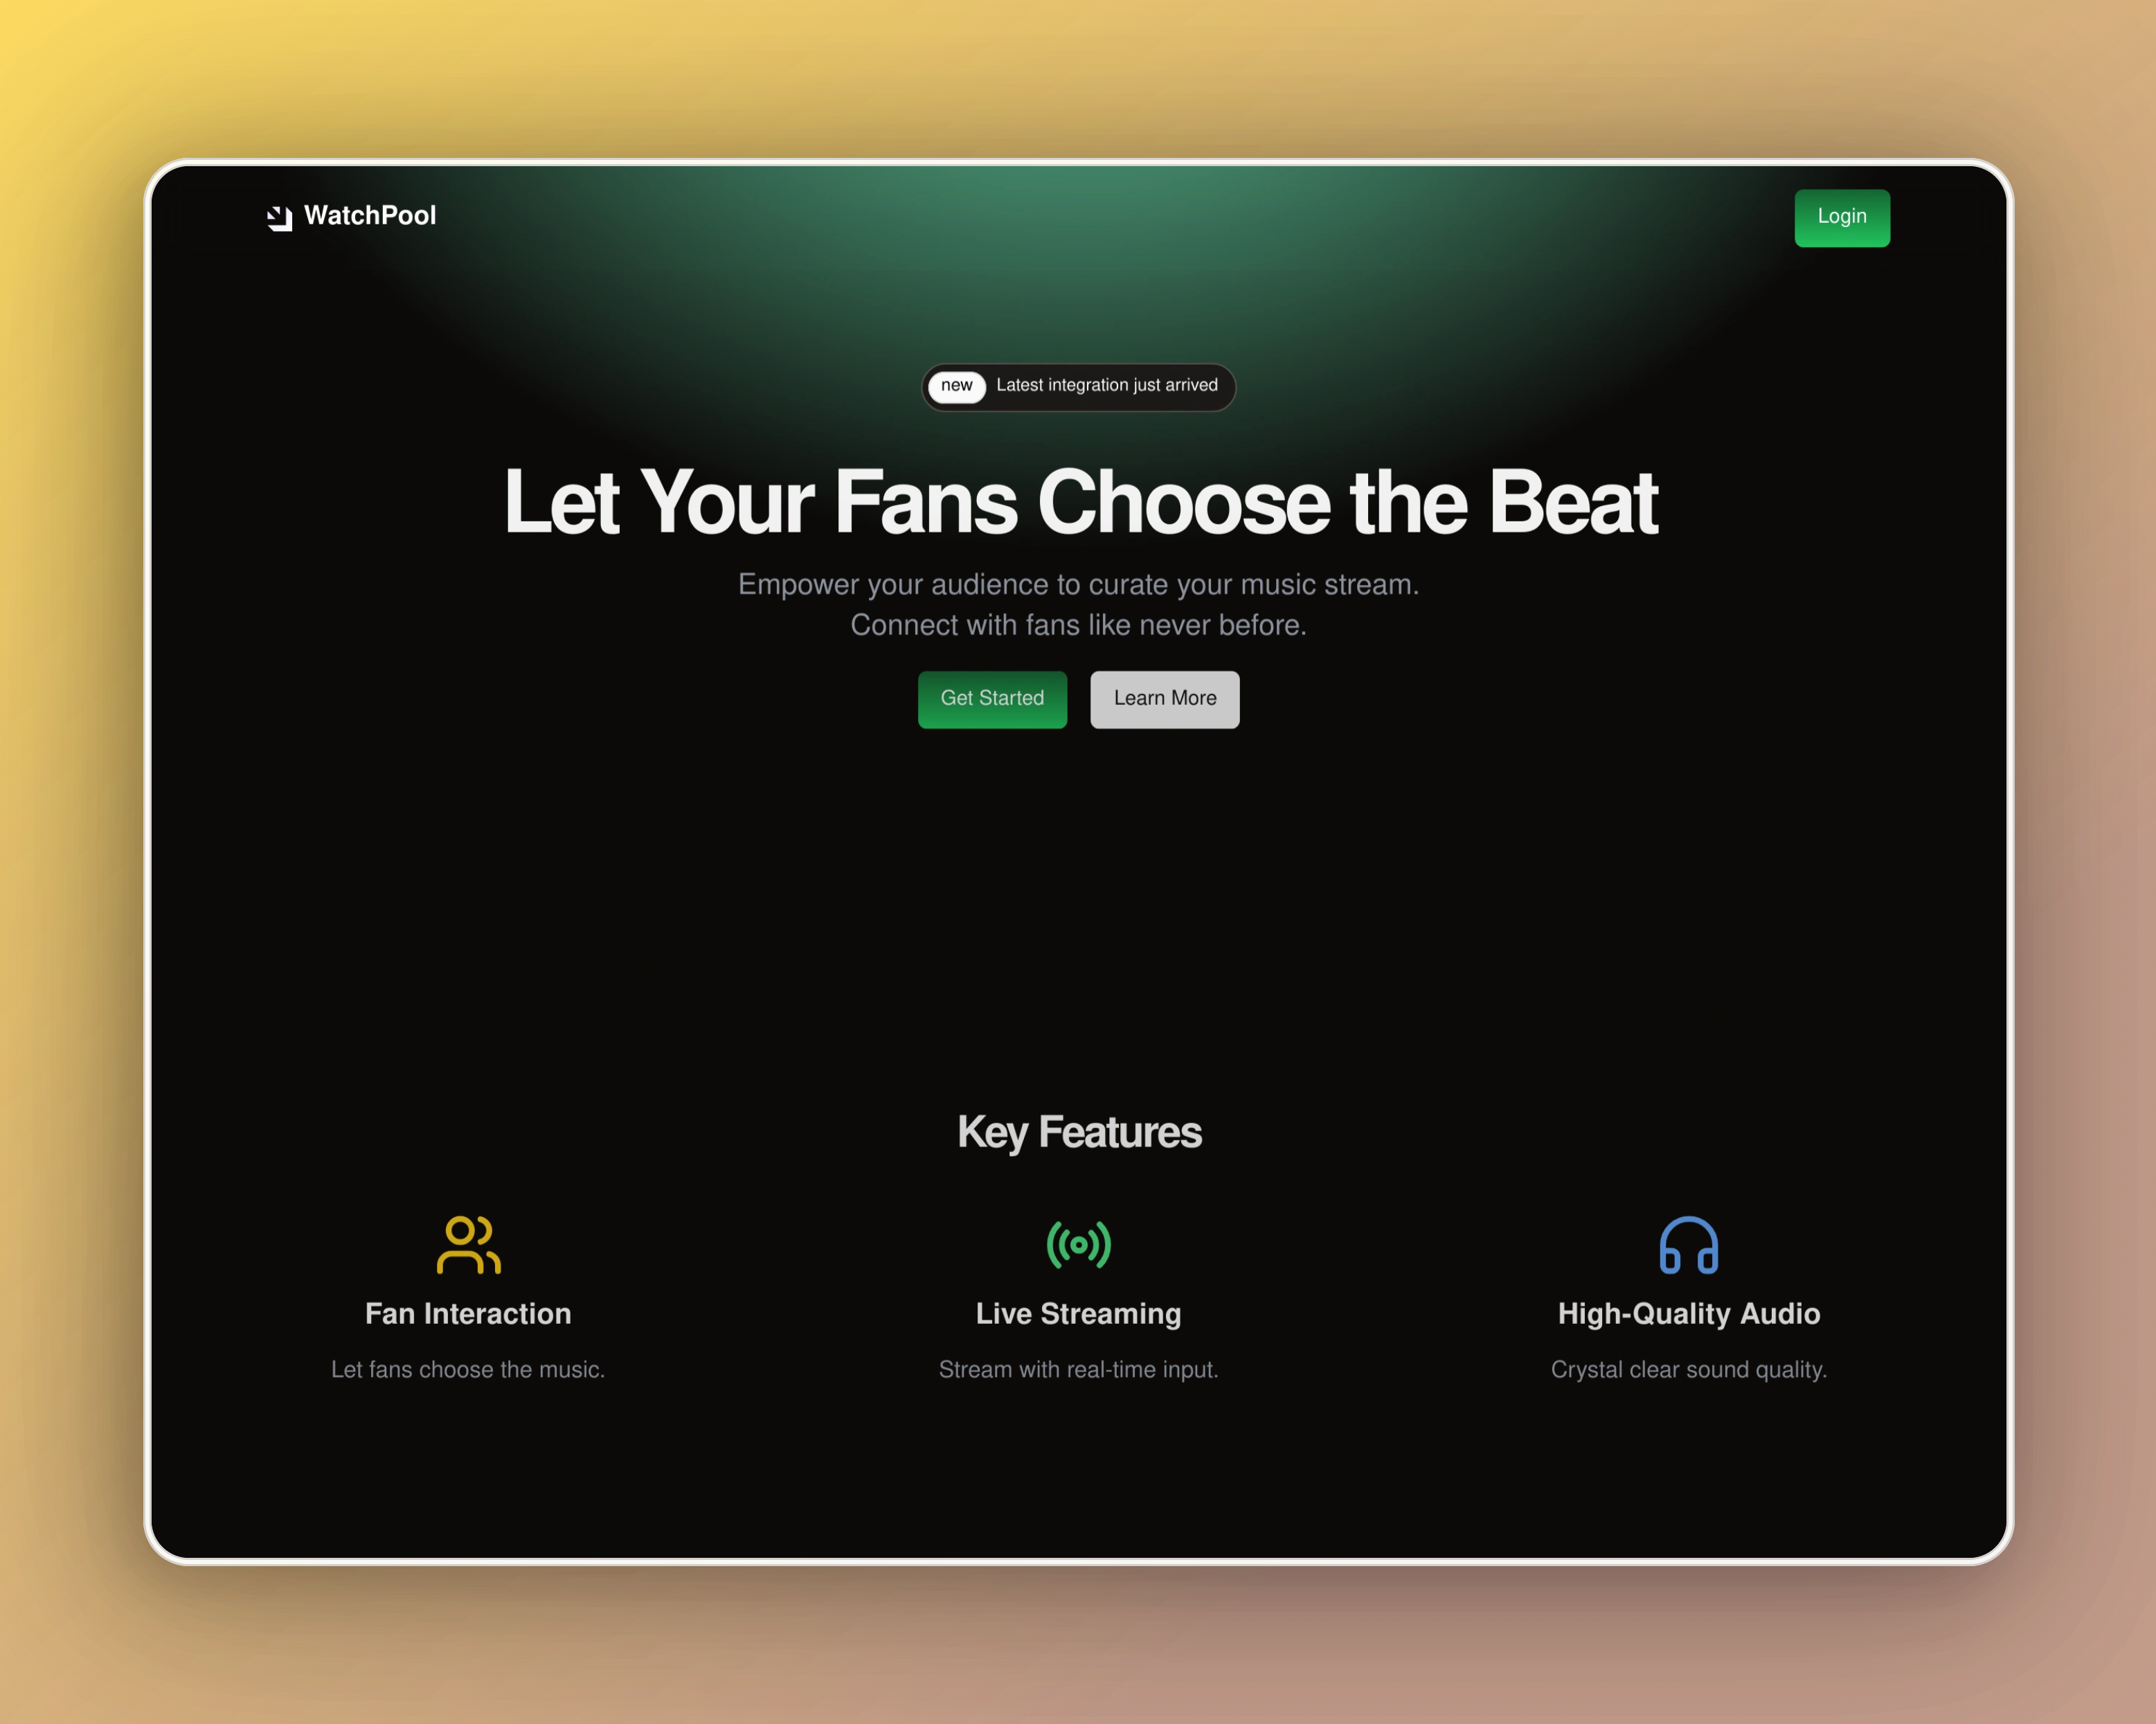 WatchPool
Login
new Latest integration just arrived
Let Your Fans Choose the Beat
Empower your audience to curate your music stream.
Connect with fans like never before.
Get Started
Learn More
Key Features
Fan Interaction
Live Streaming
High-Quality Audio
Let fans choose the music.
Stream with real-time input.
Crystal clear sound quality.